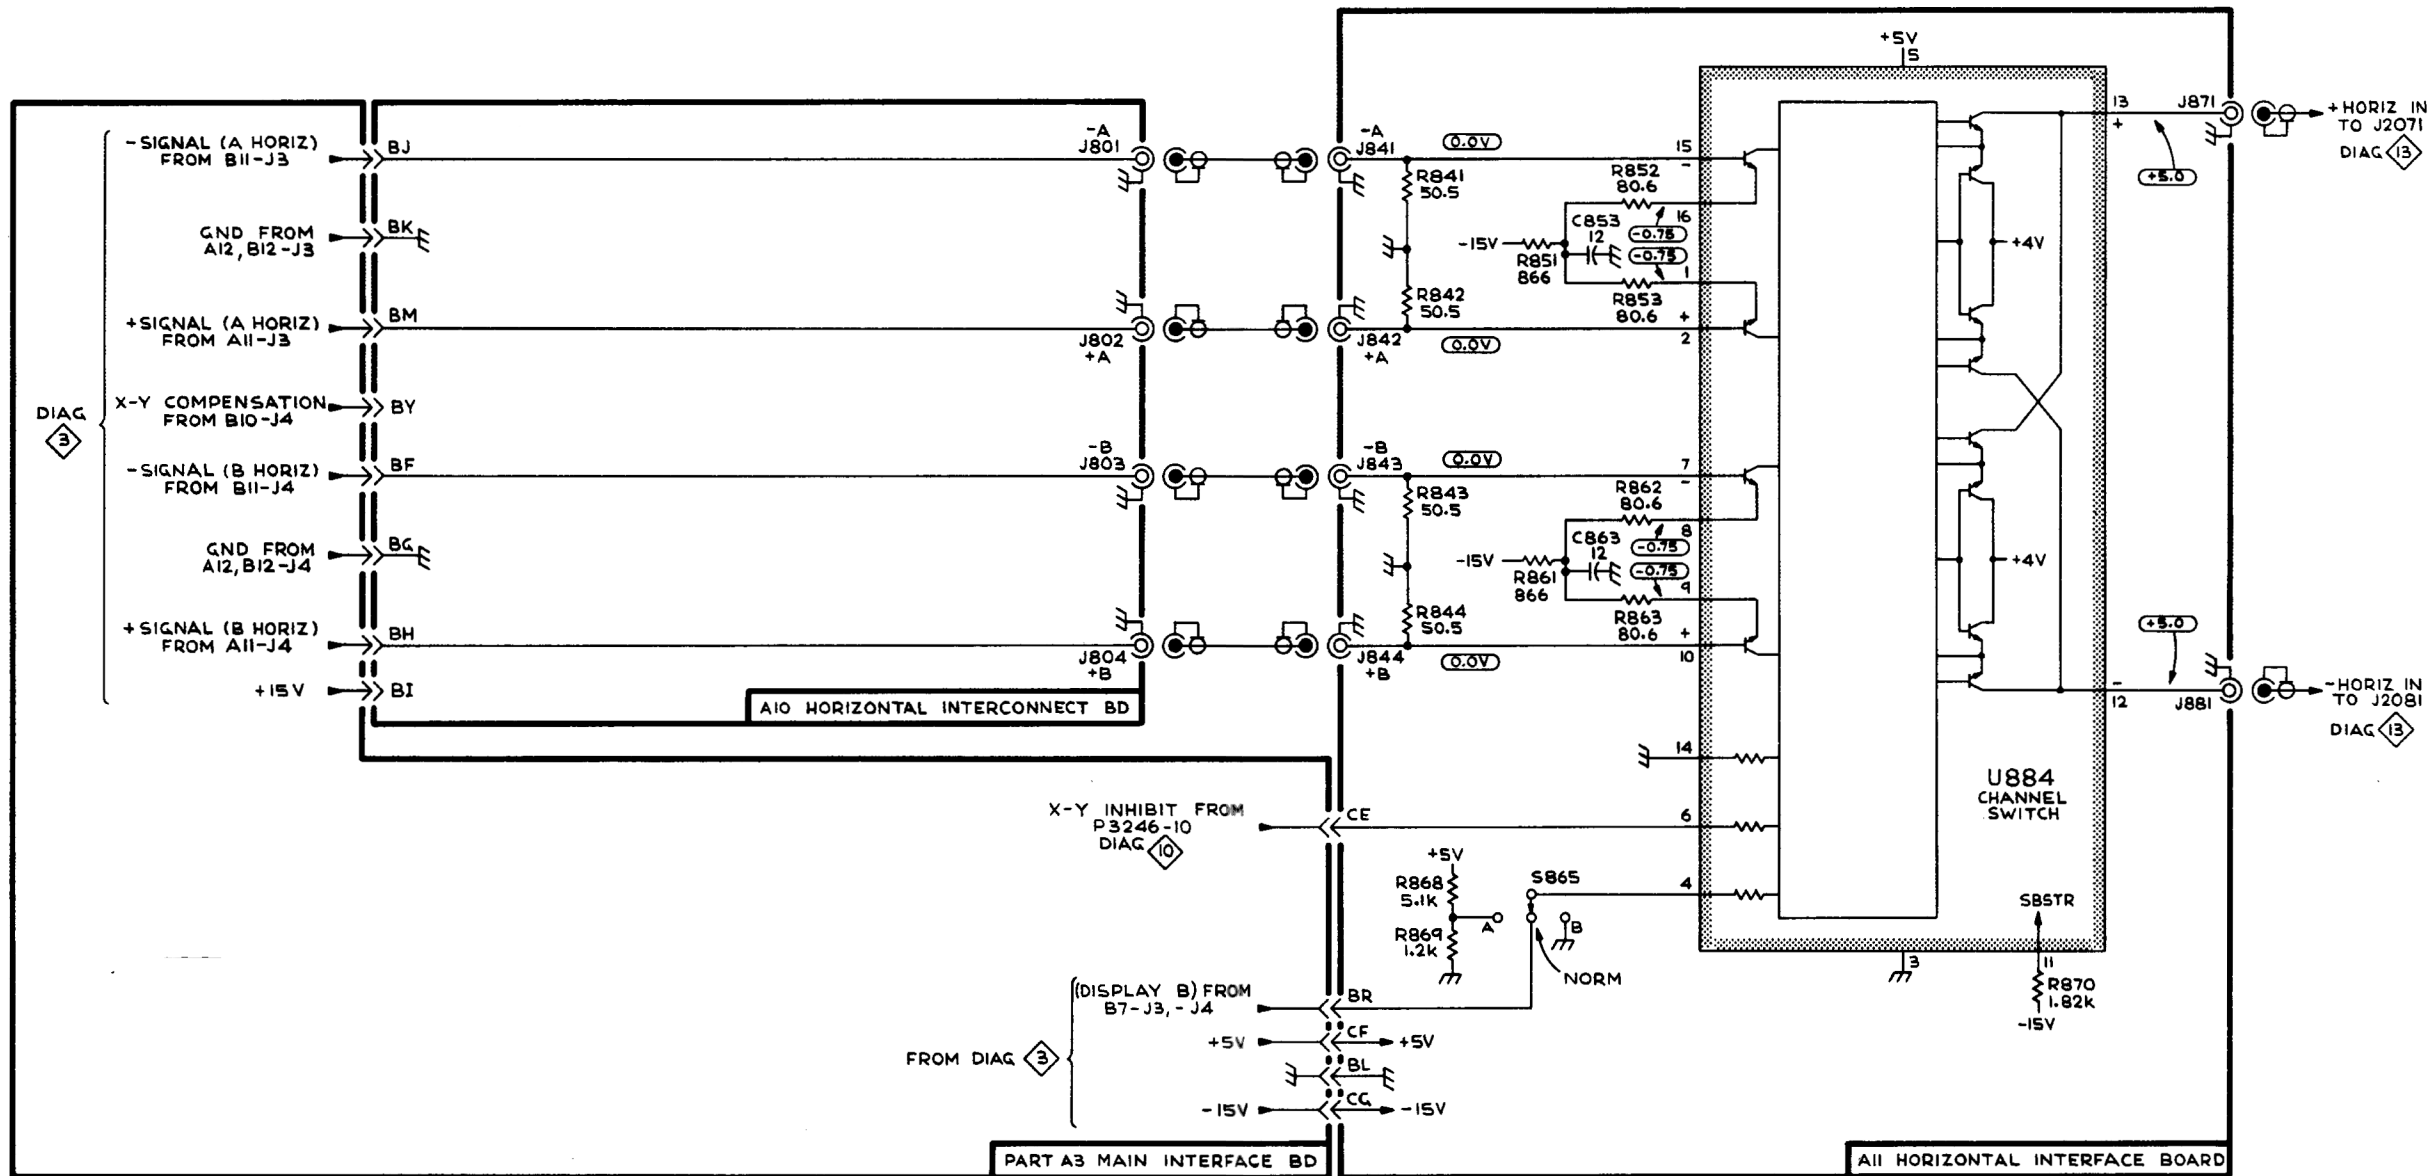 -SIGNAL (A HORIZ)
FROM B11-J3
BJ
GND FROM
A12, B12-J3
BK
+SIGNAL (A HORIZ)
FROM A11-J3
BM
X-Y COMPENSATION
FROM B10-J4
BY
DIAG
3
-SIGNAL (B HORIZ)
FROM B11-J4
BF
GND FROM
A12, B12-J4
BG
+SIGNAL (B HORIZ)
FROM A11-J4
BH
+15V
BI
-A
J801
J802
+A
-B
J803
J804
+B
A10 HORIZONTAL INTERCONNECT BD
-A
J841
0.0V
R841
50.5
R842
50.5
J842
+A
0.0V
-B
J843
0.0V
R843
50.5
R844
50.5
J844
+B
0.0V
15
-
R852
80.6
16
C853
12
-0.75
-15V
-0.75
R851
866
1
R853
80.6
+
2
7
-
R862
80.6
8
C863
12
-0.75
-15V
-0.75
R861
866
9
R863
80.6
+
10
+5V
5
+4V
+4V
13
+
J871
+5.0
+HORIZ IN
TO J2071
DIAG 13
+5.0
-
12
J881
-HORIZ IN
TO J2081
DIAG 13
14
U884
CHANNEL
SWITCH
X-Y INHIBIT FROM
P3246-10
DIAG 10
CE
6
+5V
R868
5.1K
R869
1.2K
S865
A
B
NORM
4
SBSTR
3
11
R870
1.82K
-15V
(DISPLAY B) FROM
B7-J3, -J4
BR
FROM DIAG 3
+5V
CF
+5V
BL
-15V
CG
-15V
PART A3 MAIN INTERFACE BD
A11 HORIZONTAL INTERFACE BOARD